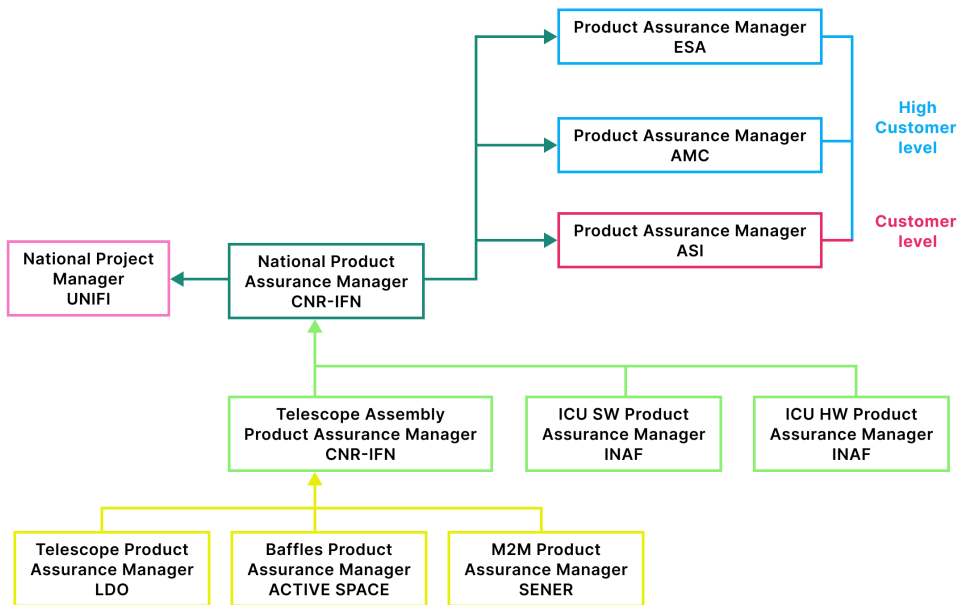 Product Assurance Manager
ESA
High
Customer
level
Product Assurance Manager
AMC
Product Assurance Manager
ASI
Customer
level
National Project
Manager
UNIFI
National Product
Assurance Manager
CNR-IFN
Telescope Assembly
Product Assurance Manager
CNR-IFN
ICU SW Product
Assurance Manager
INAF
ICU HW Product
Assurance Manager
INAF
Telescope Product
Assurance Manager
LDO
Baffles Product
Assurance Manager
ACTIVE SPACE
M2M Product
Assurance Manager
SENER